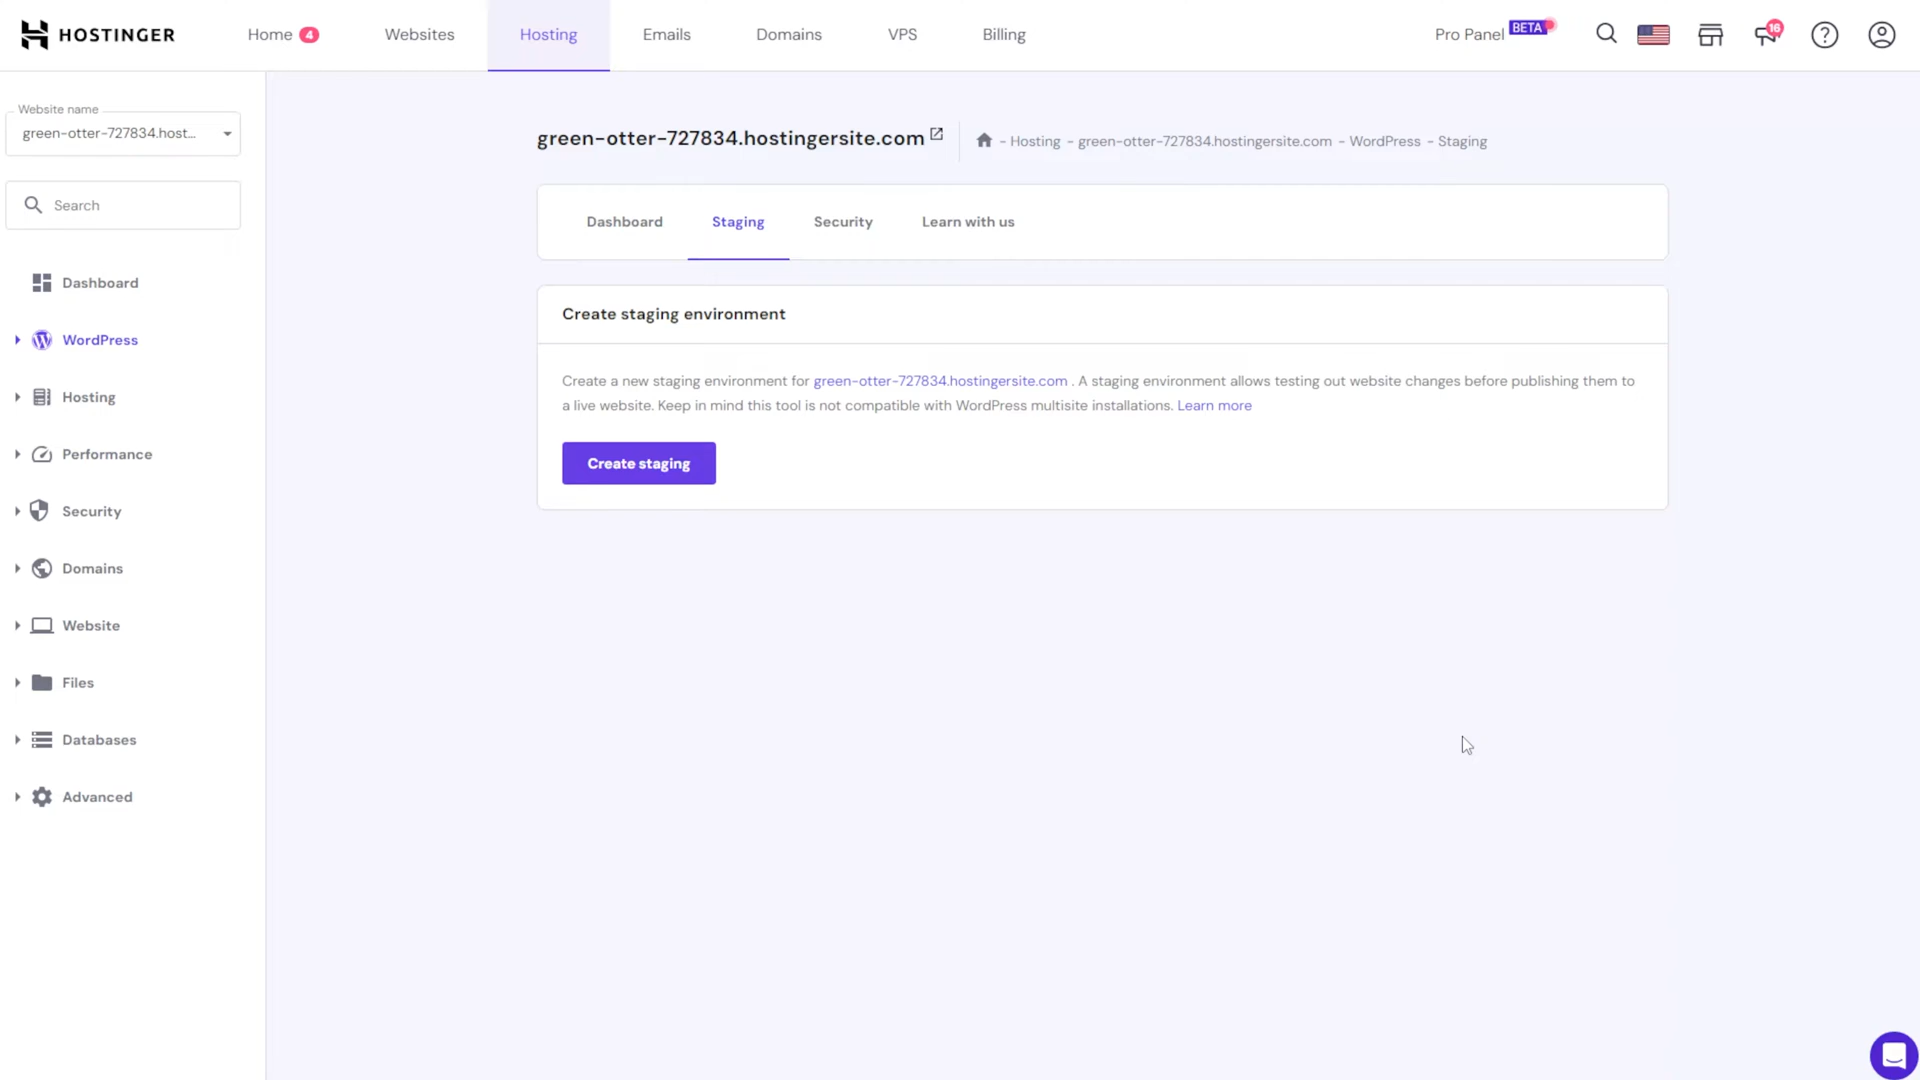 HOSTINGER
Home 4
Websites
Hosting
Emails
Domains
VPS
Billing
Pro Panel BETA
16
Website name
green-otter-727834.host...
Search
Dashboard
WordPress
Hosting
Performance
Security
Domains
Website
Files
Databases
Advanced
green-otter-727834.hostingersite.com
- Hosting - green-otter-727834.hostingersite.com - WordPress - Staging
Dashboard
Staging
Security
Learn with us
Create staging environment
Create a new staging environment for green-otter-727834.hostingersite.com . A staging environment allows testing out website changes before publishing them to
a live website. Keep in mind this tool is not compatible with WordPress multisite installations. Learn more
Create staging